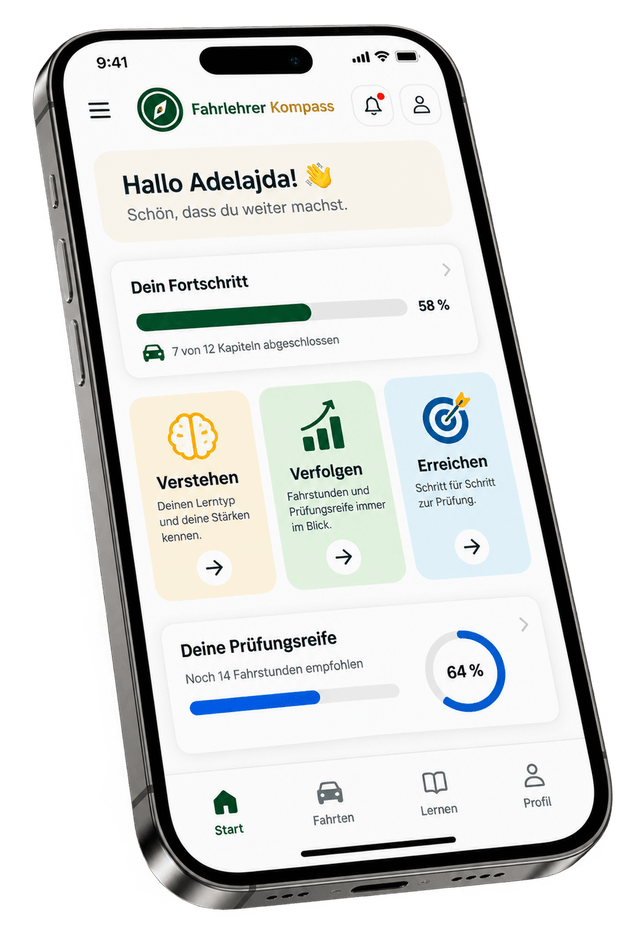 9:41
Fahrlehrer Kompass
Hallo Adelajda! 👋
Schön, dass du weiter machst.
Dein Fortschritt
58 %
7 von 12 Kapiteln abgeschlossen
Verstehen
Deinen Lerntyp
und deine Stärken
kennen.
Verfolgen
Fahrstunden und
Prüfungsreife immer
im Blick.
Erreichen
Schritt für Schritt
zur Prüfung.
Deine Prüfungsreife
Noch 14 Fahrstunden empfohlen
64 %
Start
Fahrten
Lernen
Profil